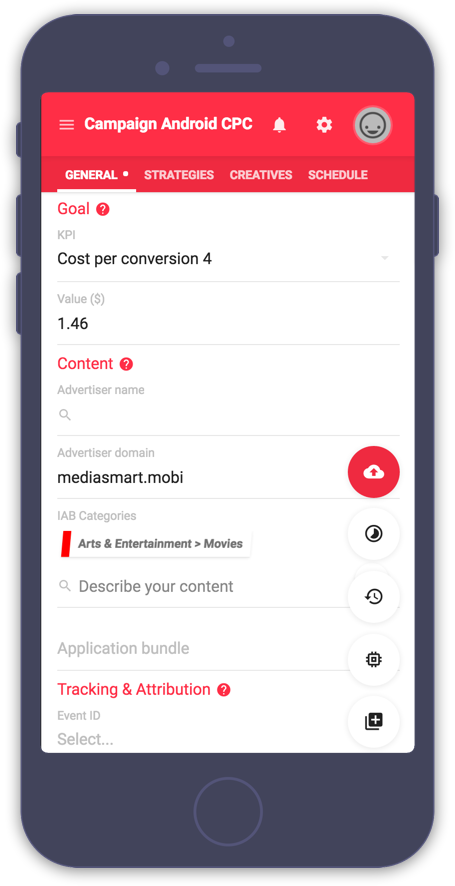 Campaign Android CPC
GENERAL • STRATEGIES CREATIVES SCHEDULE
Goal ?
KPI
Cost per conversion 4
Value ($)
1.46
Content ?
Advertiser name
Advertiser domain
mediasmart.mobi
IAB Categories
Arts & Entertainment > Movies
Describe your content
Application bundle
Tracking & Attribution ?
Event ID
Select...